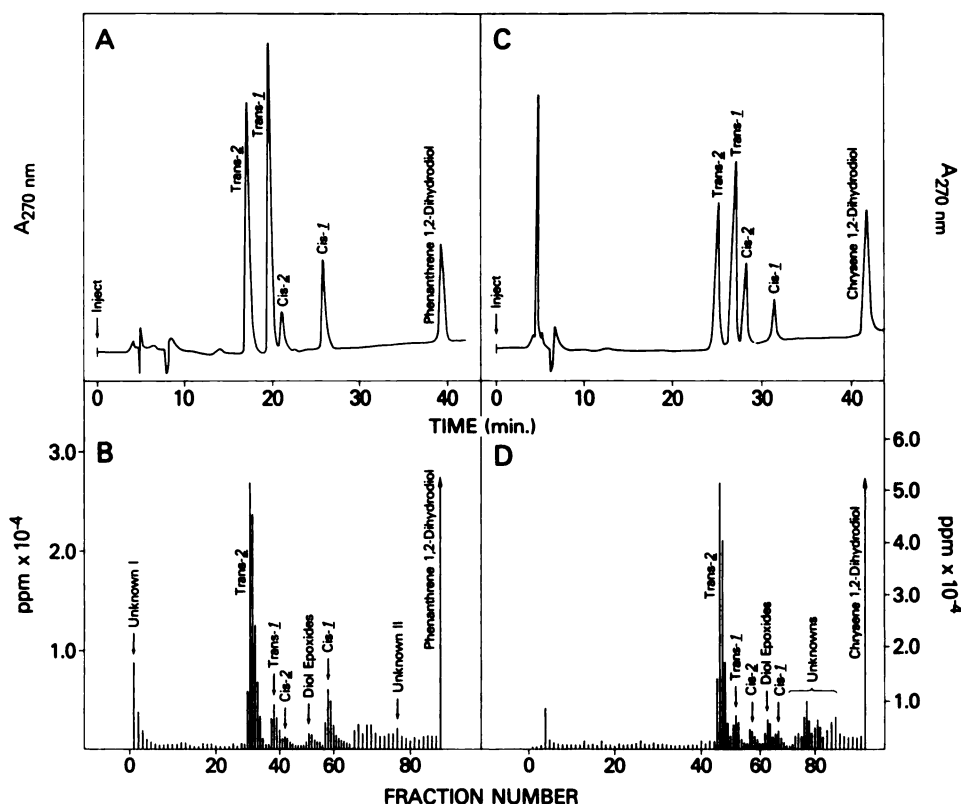 A
A270 nm
Inject
Trans-2
Trans-1
Cis-2
Cis-1
Phenanthrene 1,2-Dihydrodiol
0 10 20 30 40
C
A270 nm
Inject
Trans-2
Trans-1
Cis-2
Cis-1
Chrysene 1,2-Dihydrodiol
0 10 20 30 40
TIME (min.)
B
ppm x 10-4
3.0
2.0
1.0
Unknown I
Trans-2
Trans-1
Cis-2
Diol Epoxides
Cis-1
Unknown II
Phenanthrene 1,2-Dihydrodiol
0 20 40 60 80
D
ppm x 10-4
6.0
5.0
4.0
3.0
2.0
1.0
Trans-2
Trans-1
Cis-2
Diol Epoxides
Cis-1
Unknowns
Chrysene 1,2-Dihydrodiol
0 20 40 60 80
FRACTION NUMBER